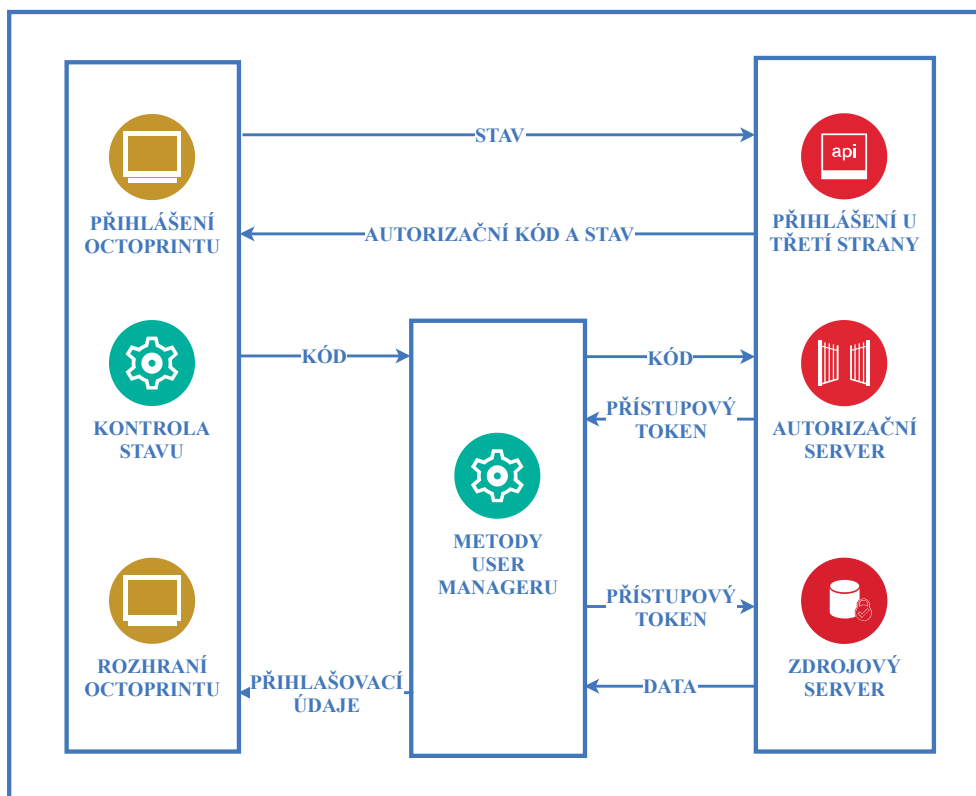 STAV
api
PŘIHLÁŠENÍ
OCTOPRINTU
AUTORIZAČNÍ KÓD A STAV
PŘIHLÁŠENÍ U
TŘETÍ STRANY
KÓD
KÓD
KONTROLA
STAVU
PŘÍSTUPOVÝ
TOKEN
AUTORIZAČNÍ
SERVER
METODY
USER
MANAGERU
PŘÍSTUPOVÝ
TOKEN
ROZHRANÍ
OCTOPRINTU
PŘIHLAŠOVACÍ
ÚDAJE
DATA
ZDROJOVÝ
SERVER